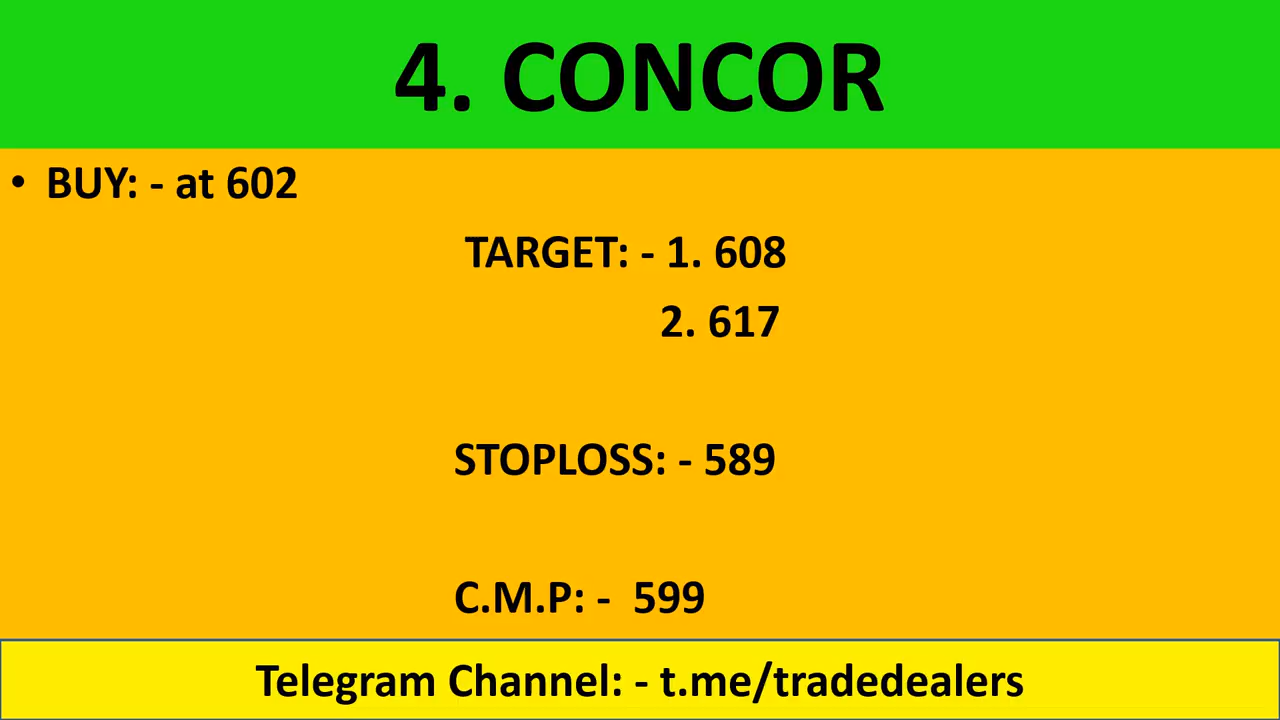 4. CONCOR
• BUY: - at 602
TARGET: - 1. 608
2. 617
STOPLOSS: - 589
C.M.P: - 599
Telegram Channel: - t.me/tradedealers